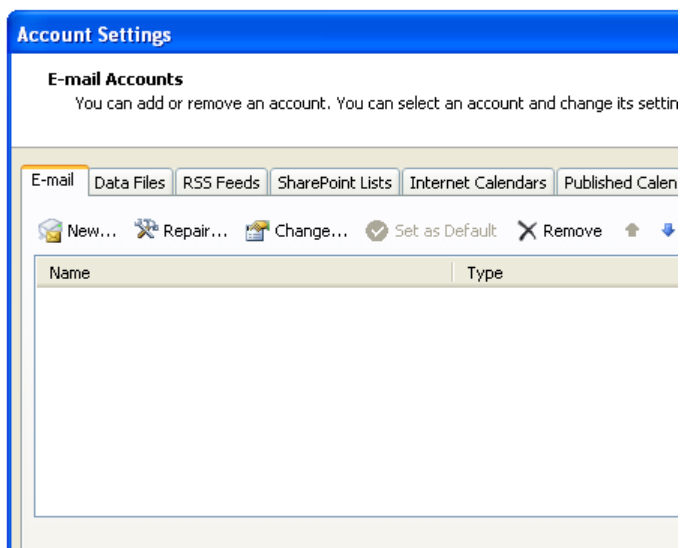 Account Settings
E-mail Accounts
You can add or remove an account. You can select an account and change its settin
E-mail Data Files RSS Feeds SharePoint Lists Internet Calendars Published Calen
New... Repair... Change... Set as Default Remove
Name Type